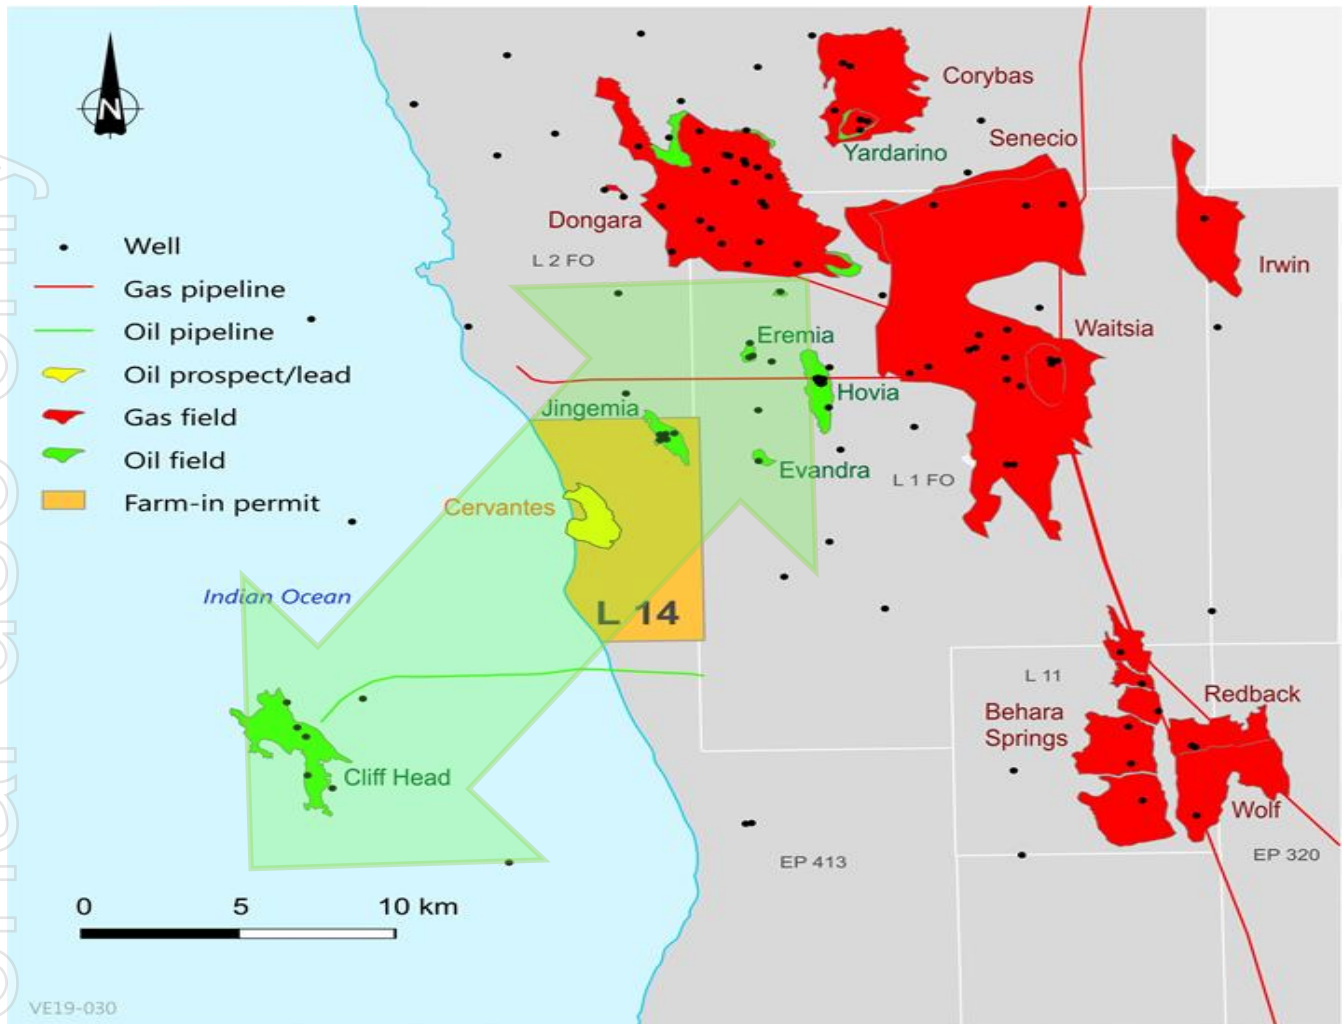 N
Well
Gas pipeline
Oil pipeline
Oil prospect/lead
Gas field
Oil field
Farm-in permit
Corybas
Yardarino
Senecio
Dongara
L 2 FO
Irwin
Waitsia
Eremia
Hovia
Jingemia
Evandra
L 1 FO
Cervantes
Indian Ocean
L 14
L 11
Redback
Behara
Springs
Cliff Head
Wolf
EP 413
EP 320
0 5 10 km
VE19-030